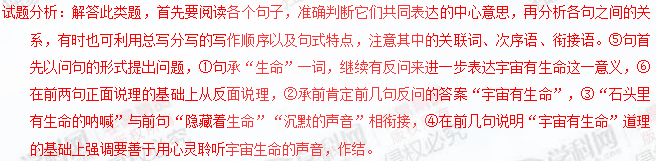 试题分析：解答此类题，首先要阅读各个句子，准确判断它们共同表达的中心意思，再分析各句之间的关
系，有时也可利用总写分写的写作顺序以及句式特点，注意其中的关联词、次序语、衔接语。⑤句首
先以问句的形式提出问题，①句承“生命”一词，继续有反问来进一步表达宇宙有生命这一意义，⑥
在前两句正面说理的基础上从反面说理，②承前肯定前几句反问的答案“宇宙有生命”，③“石头里
有生命的呐喊”与前句“隐藏着生命”“沉默的声音”相衔接，④在前几句说明“宇宙有生命”道理
的基础上强调要善于用心灵聆听宇宙生命的声音，作结。